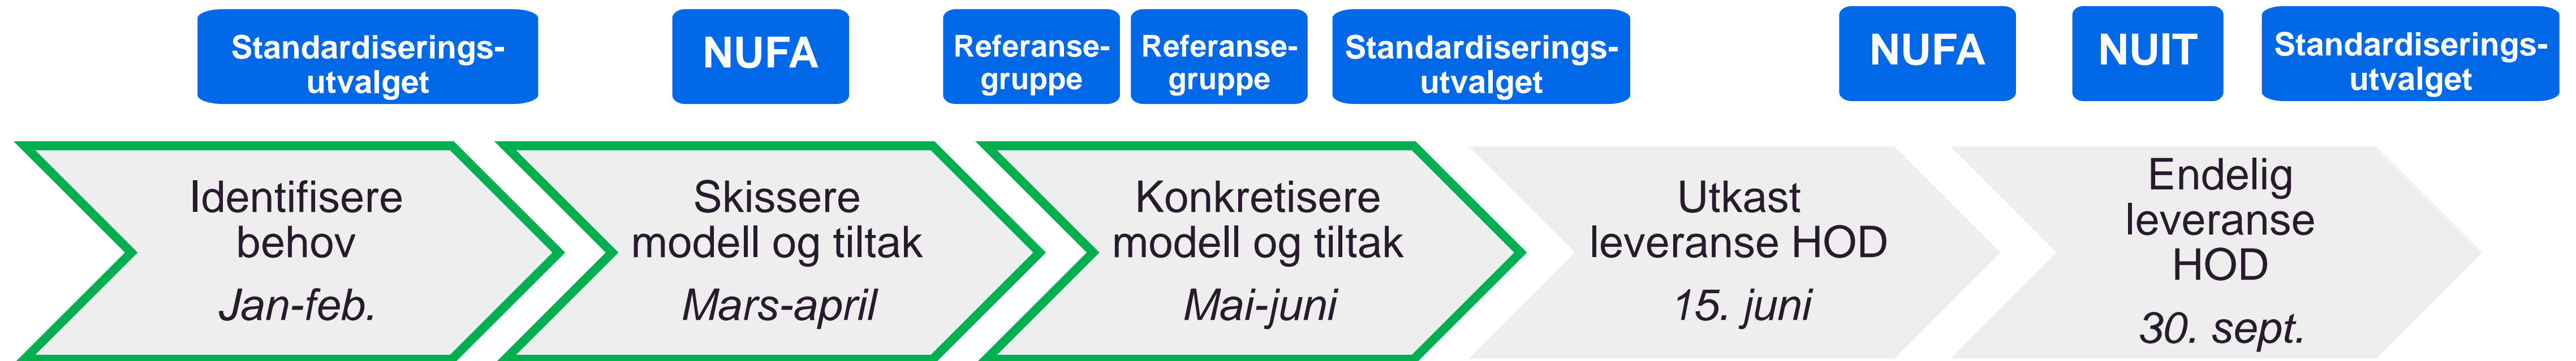 Standardiserings-
utvalget
NUFA
Referanse-
gruppe
Referanse-
gruppe
Standardiserings-
utvalget
NUFA
NUIT
Standardiserings-
utvalget
Identifisere
behov
Jan-feb.
Skissere
modell og tiltak
Mars-april
Konkretisere
modell og tiltak
Mai-juni
Utkast
leveranse HOD
15. juni
Endelig
leveranse
HOD
30. sept.